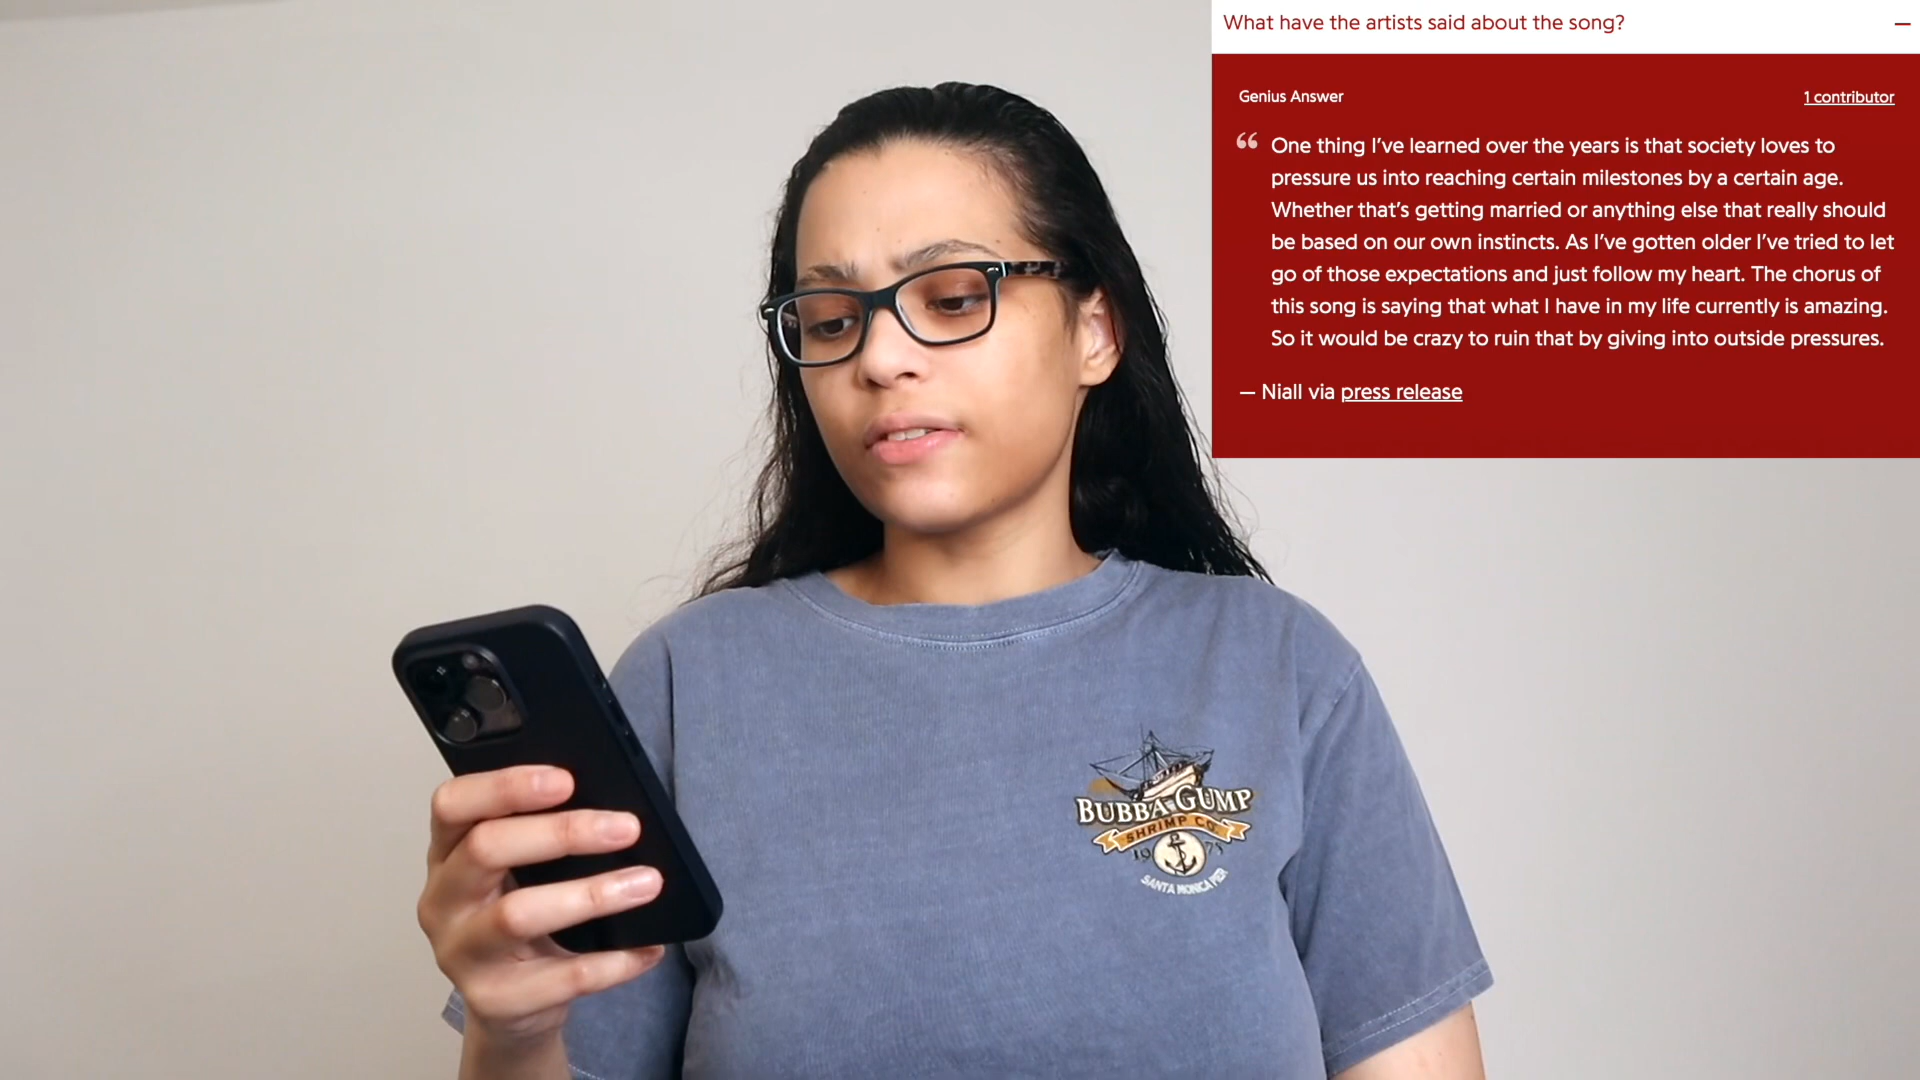 What have the artists said about the song?
Genius Answer
1 contributor
“ One thing I’ve learned over the years is that society loves to
pressure us into reaching certain milestones by a certain age.
Whether that’s getting married or anything else that really should
be based on our own instincts. As I’ve gotten older I’ve tried to let
go of those expectations and just follow my heart. The chorus of
this song is saying that what I have in my life currently is amazing.
So it would be crazy to ruin that by giving into outside pressures.
— Niall via press release
BUBBA GUMP
SHRIMP CO.
1975
SANTA MONICA PIER